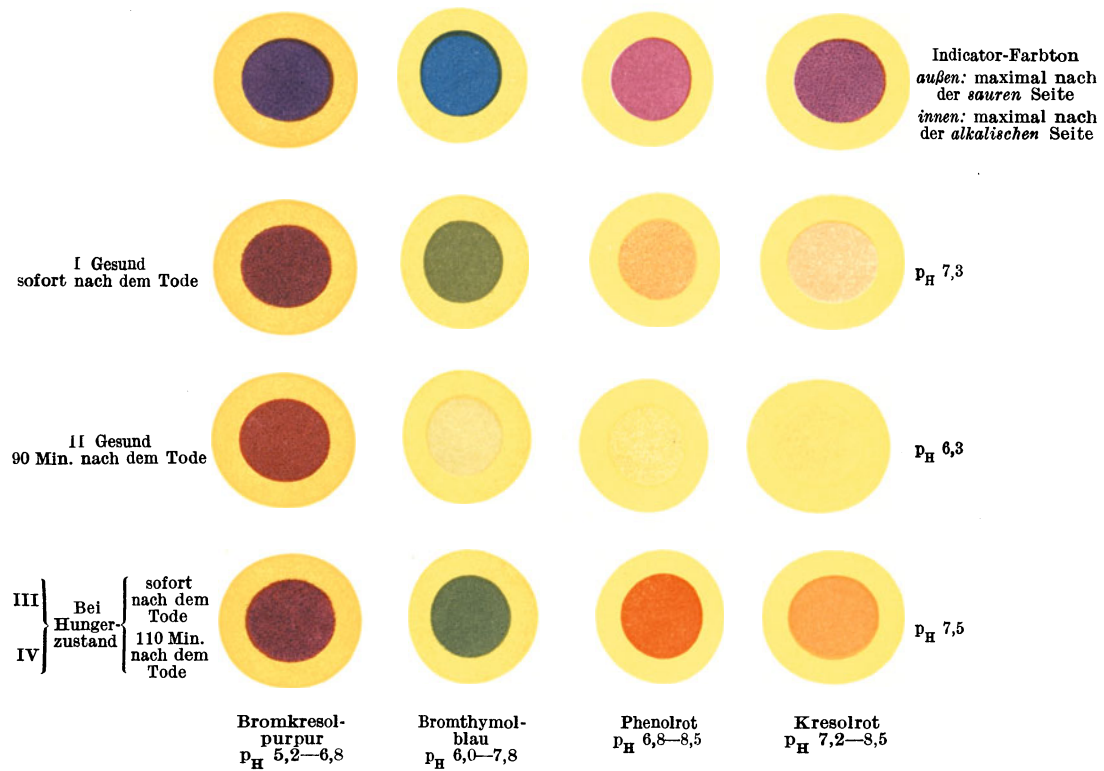 Indicator-Farbton
außen: maximal nach
der sauren Seite
innen: maximal nach
der alkalischen Seite
I Gesund
sofort nach dem Tode
pH 7,3
II Gesund
90 Min. nach dem Tode
pH 6,3
III
IV
Bei
Hunger-
zustand
sofort
nach dem
Tode
110 Min.
nach dem
Tode
pH 7,5
Bromkresol-
purpur
pH 5,2—6,8
Bromthymol-
blau
pH 6,0—7,8
Phenolrot
pH 6,8—8,5
Kresolrot
pH 7,2—8,5